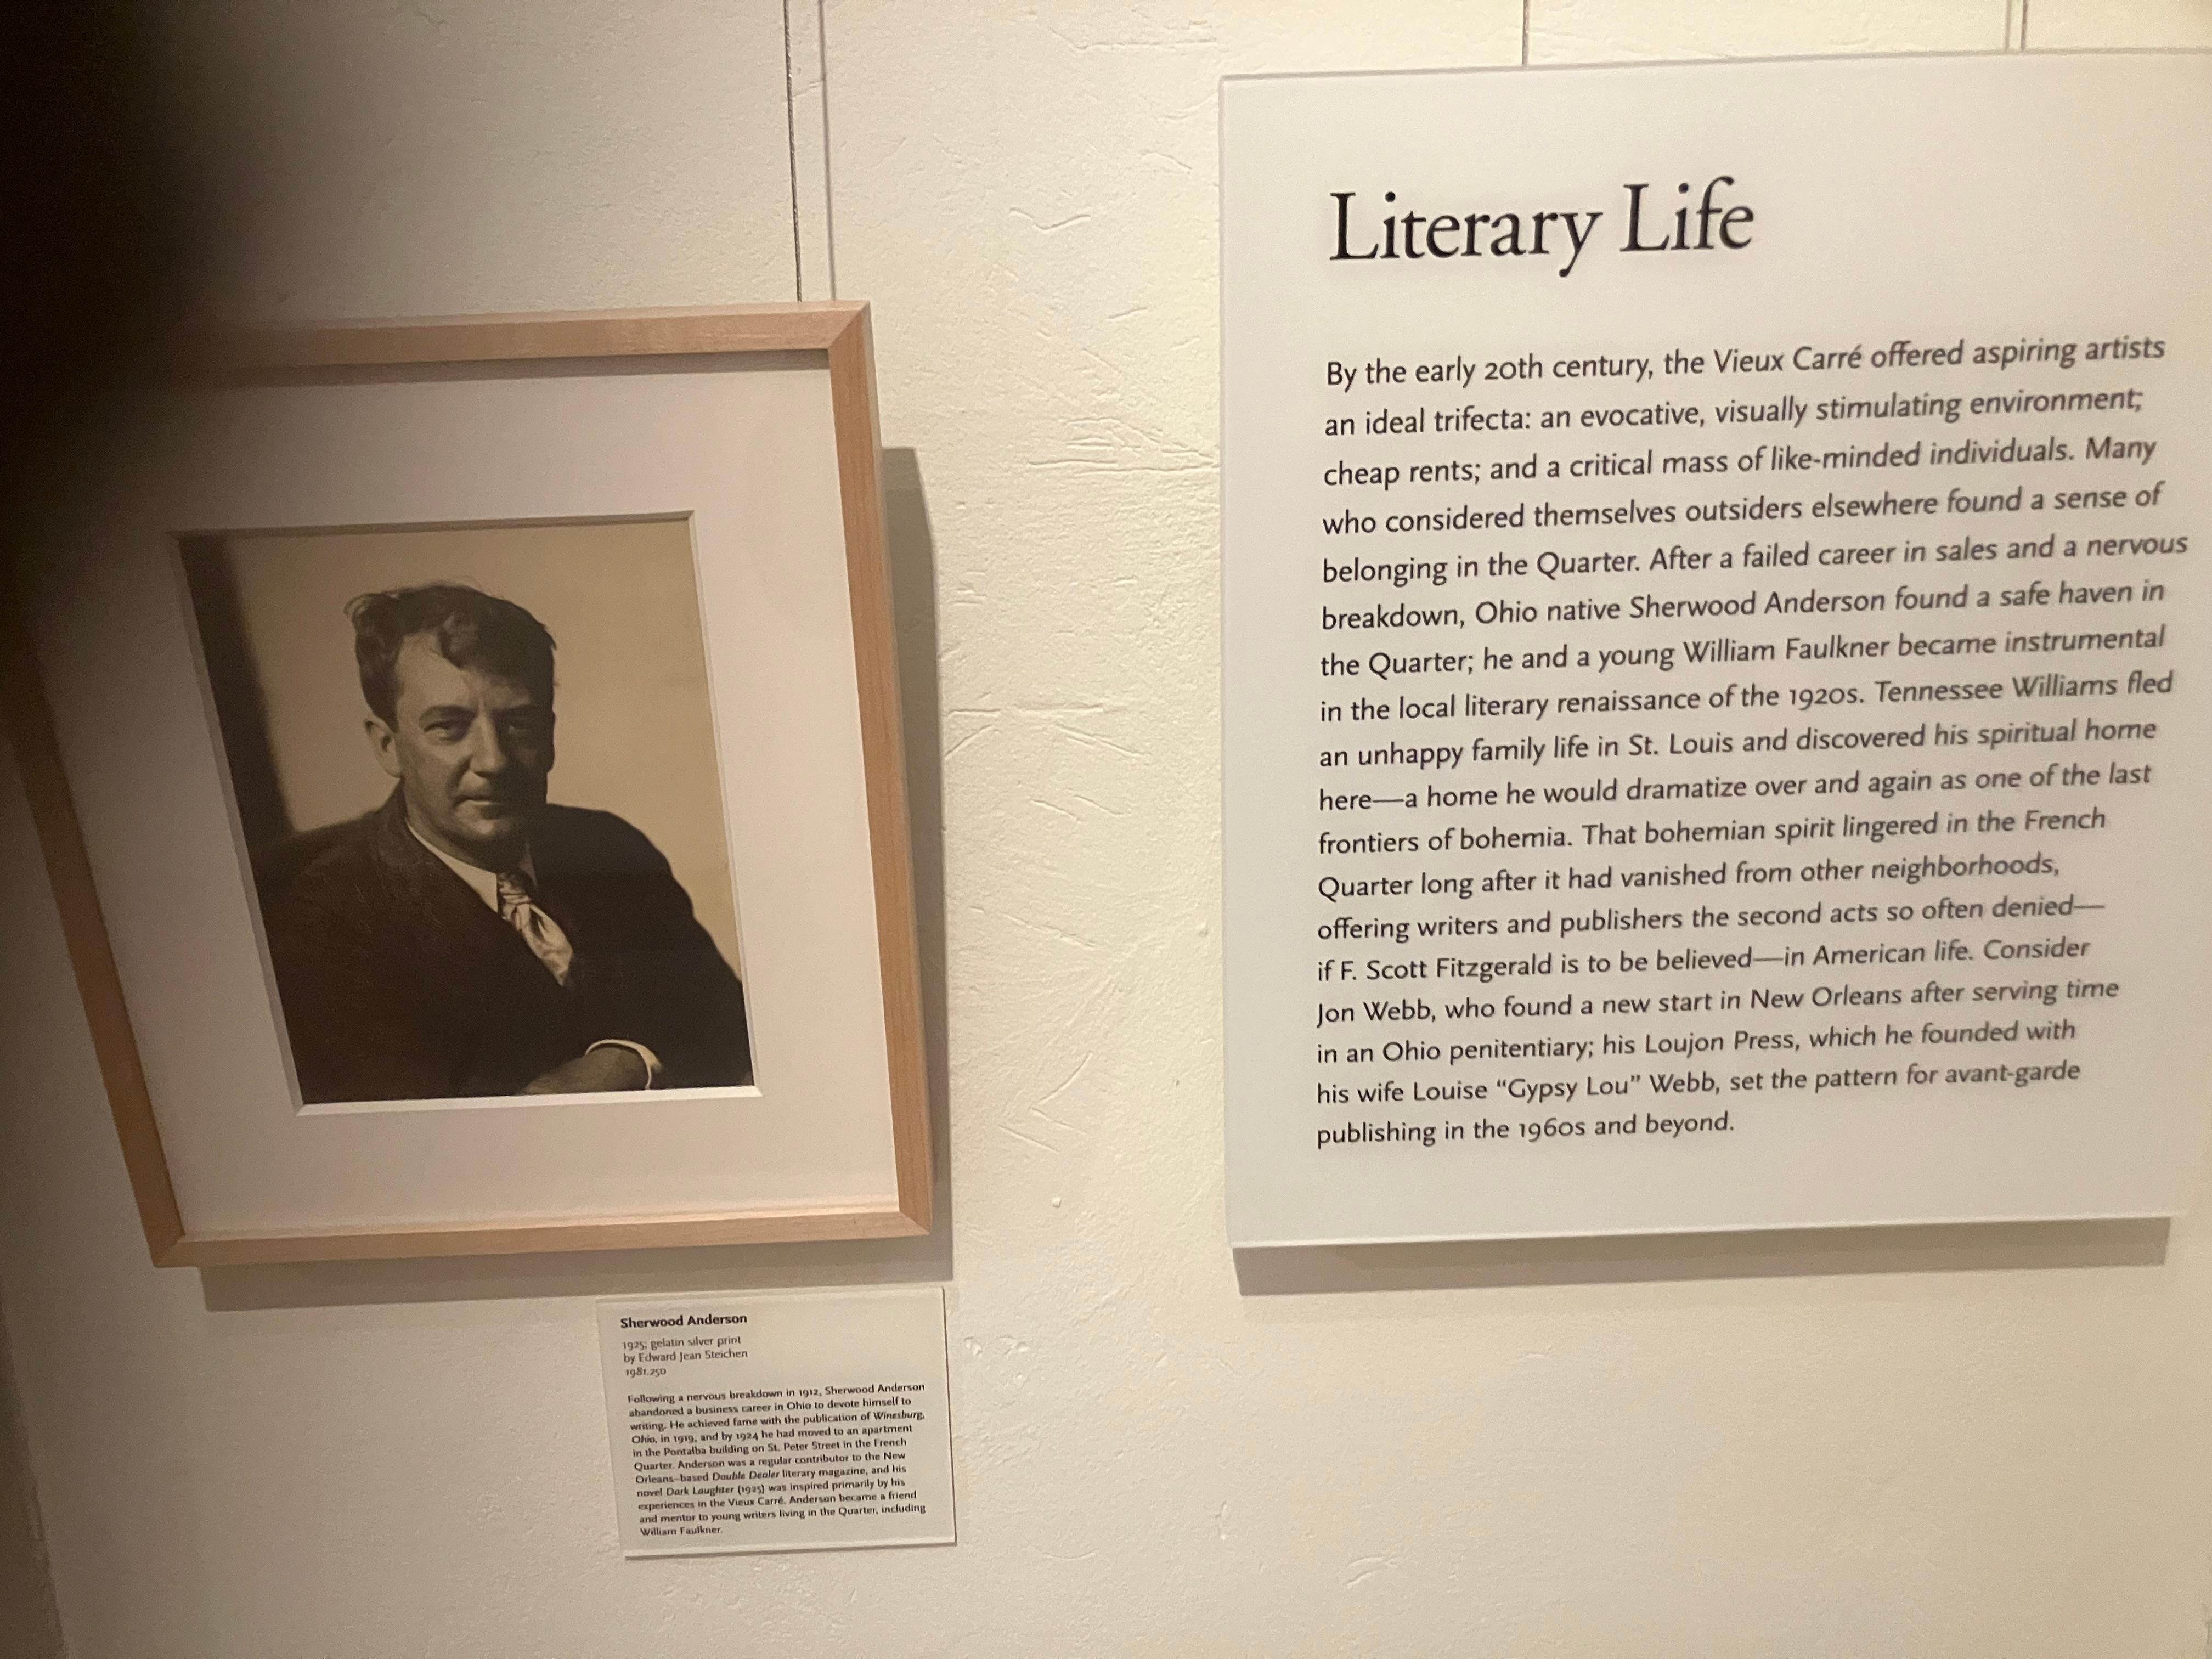 Literary Life
By the early 20th century, the Vieux Carré offered aspiring artists
an ideal trifecta: an evocative, visually stimulating environment;
cheap rents; and a critical mass of like-minded individuals. Many
who considered themselves outsiders elsewhere found a sense of
belonging in the Quarter. After a failed career in sales and a nervous
breakdown, Ohio native Sherwood Anderson found a safe haven in
the Quarter; he and a young William Faulkner became instrumental
in the local literary renaissance of the 1920s. Tennessee Williams fled
an unhappy family life in St. Louis and discovered his spiritual home
here—a home he would dramatize over and again as one of the last
frontiers of bohemia. That bohemian spirit lingered in the French
Quarter long after it had vanished from other neighborhoods,
offering writers and publishers the second acts so often denied—
if F. Scott Fitzgerald is to be believed—in American life. Consider
Jon Webb, who found a new start in New Orleans after serving time
in an Ohio penitentiary; his Loujon Press, which he founded with
his wife Louise “Gypsy Lou” Webb, set the pattern for avant-garde
publishing in the 1960s and beyond.
Sherwood Anderson
1925; gelatin silver print
by Edward Jean Steichen
1981.250
Following a nervous breakdown in 1912, Sherwood Anderson
abandoned a business career in Ohio to devote himself to
writing. He achieved fame with the publication of Winesburg,
Ohio, in 1919, and by 1924 he had moved to an apartment
in the Pontalba building on St. Peter Street in the French
Quarter. Anderson was a regular contributor to the New
Orleans–based Double Dealer literary magazine, and his
novel Dark Laughter (1925) was inspired primarily by his
experiences in the Vieux Carré. Anderson became a friend
and mentor to young writers living in the Quarter, including
William Faulkner.